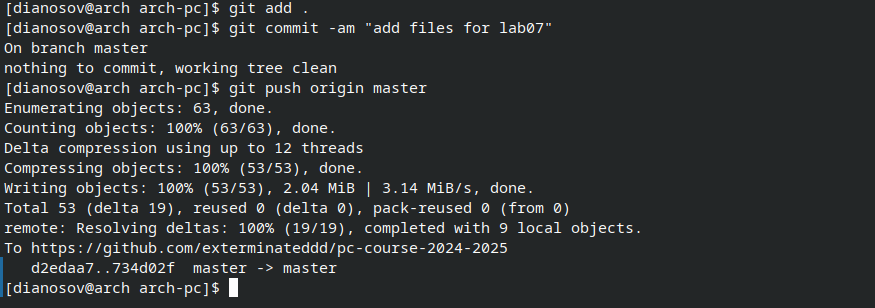 [dianosov@arch arch-pc]$ git add .
[dianosov@arch arch-pc]$ git commit -am "add files for lab07"
On branch master
nothing to commit, working tree clean
[dianosov@arch arch-pc]$ git push origin master
Enumerating objects: 63, done.
Counting objects: 100% (63/63), done.
Delta compression using up to 12 threads
Compressing objects: 100% (53/53), done.
Writing objects: 100% (53/53), 2.04 MiB | 3.14 MiB/s, done.
Total 53 (delta 19), reused 0 (delta 0), pack-reused 0 (from 0)
remote: Resolving deltas: 100% (19/19), completed with 9 local objects.
To https://github.com/exterminateddd/pc-course-2024-2025
   d2edaa7..734d02f  master -> master
[dianosov@arch arch-pc]$